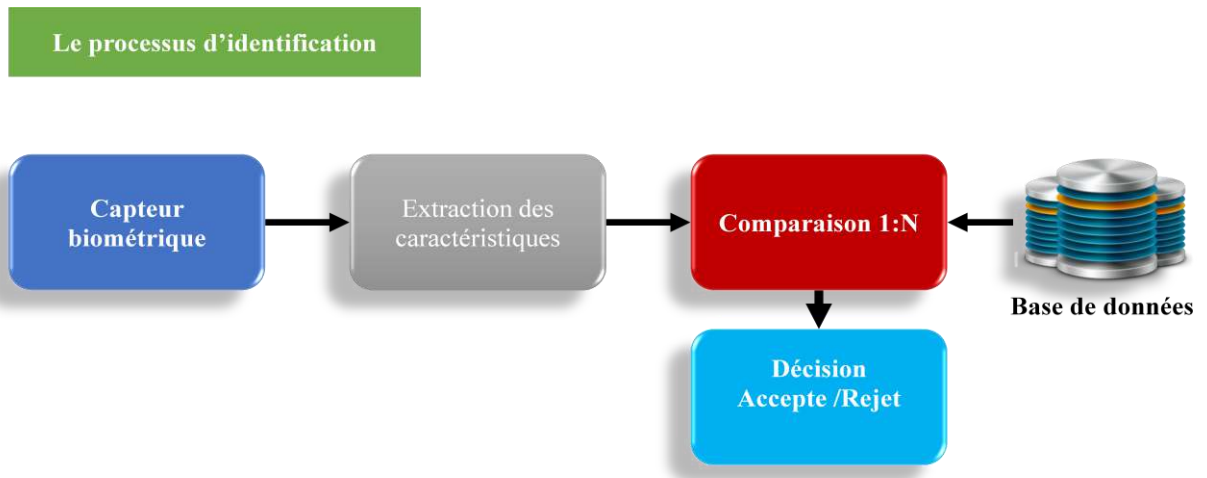 Le processus d’identification
Capteur
biométrique
Extraction des
caractéristiques
Comparaison 1:N
Base de données
Décision
Accepte /Rejet